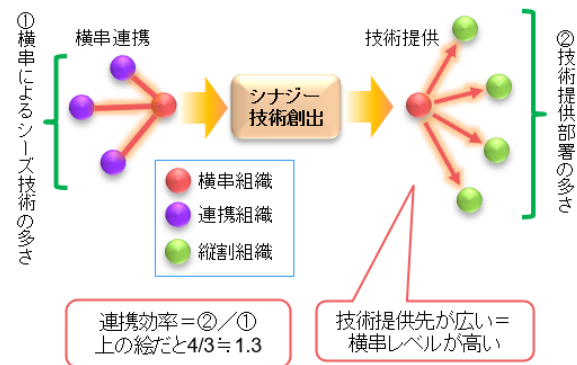 ①横串によるシーズ技術の多さ
横串連携
シナジー
技術創出
技術提供
②技術提供部署の多さ
横串組織
連携組織
縦割組織
連携効率＝②／①
上の絵だと4/3≒1.3
技術提供先が広い＝
横串レベルが高い